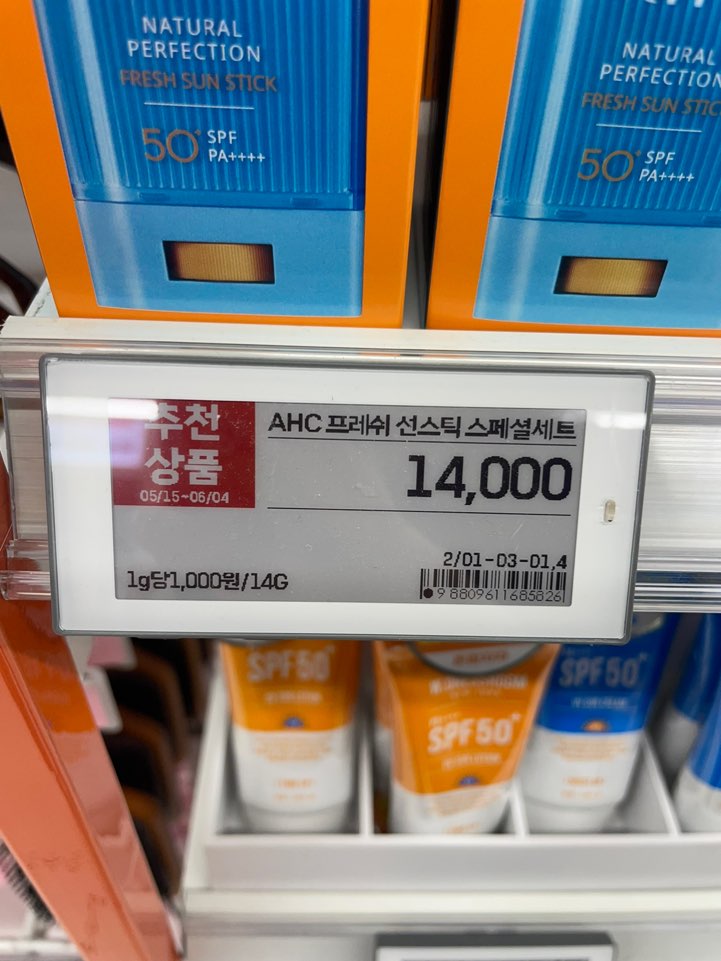 NATURAL
PERFECTION
FRESH SUN STICK
50+ SPF
PA++++
NATURAL
PERFECTION
FRESH SUN STIC
50+ SPF
PA++++
추천
상품
05/15~06/04
AHC 프레쉬 선스틱 스페셜세트
14,000
2/01-03-01,4
1g당1,000원/14G
9 8809611685826
SPF50+
SPF50+
SPF50+